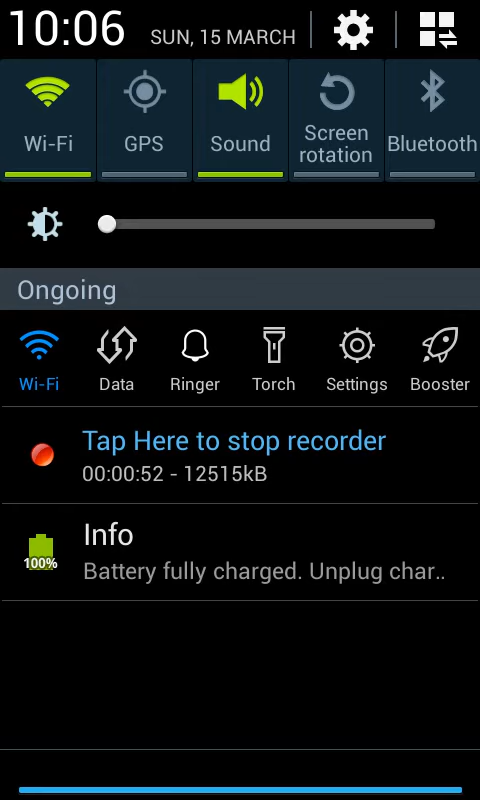 10:06 SUN, 15 MARCH
Wi-Fi GPS Sound Screen rotation Bluetooth
Ongoing
Wi-Fi Data Ringer Torch Settings Booster
Tap Here to stop recorder
00:00:52 - 12515kB
Info
100%
Battery fully charged. Unplug char..